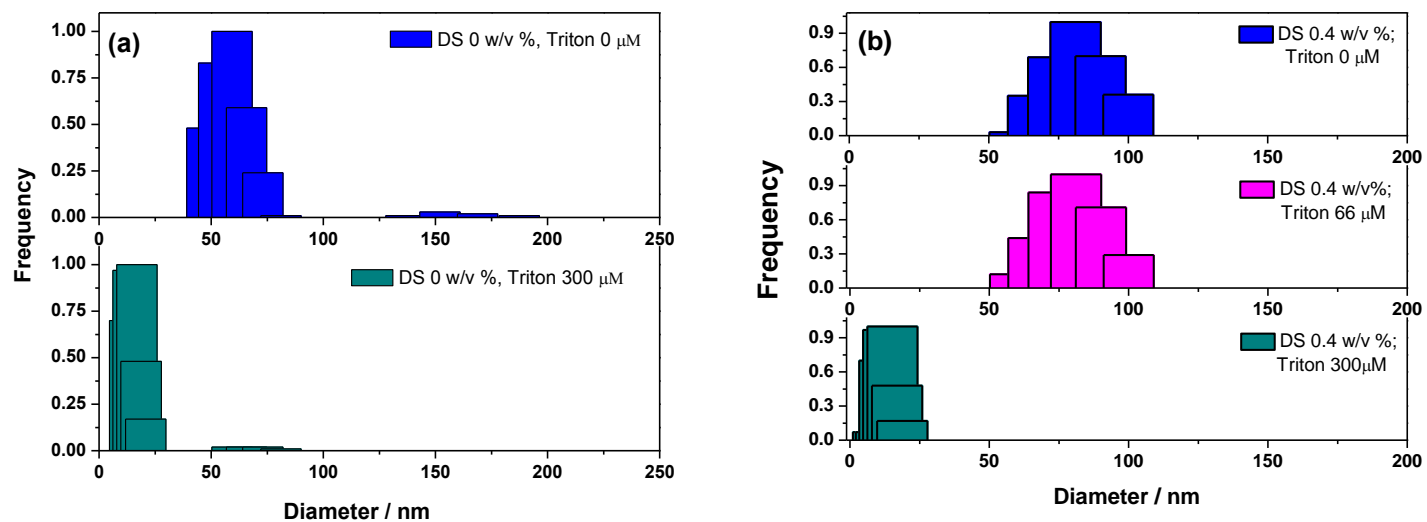 (a)
DS 0 w/v %, Triton 0 μM
1.00
0.75
0.50
0.25
0.00
0 50 100 150 200 250
DS 0 w/v %, Triton 300 μM
1.00
0.75
0.50
0.25
0.00
0 50 100 150 200 250
Frequency
Diameter / nm
(b)
DS 0.4 w/v %;
Triton 0 μM
0.9
0.6
0.3
0.0
0 50 100 150 200
DS 0.4 w/v%;
Triton 66 μM
0.9
0.6
0.3
0.0
0 50 100 150 200
DS 0.4 w/v %;
Triton 300μM
0.9
0.6
0.3
0.0
0 50 100 150 200
Frequency
Diameter / nm